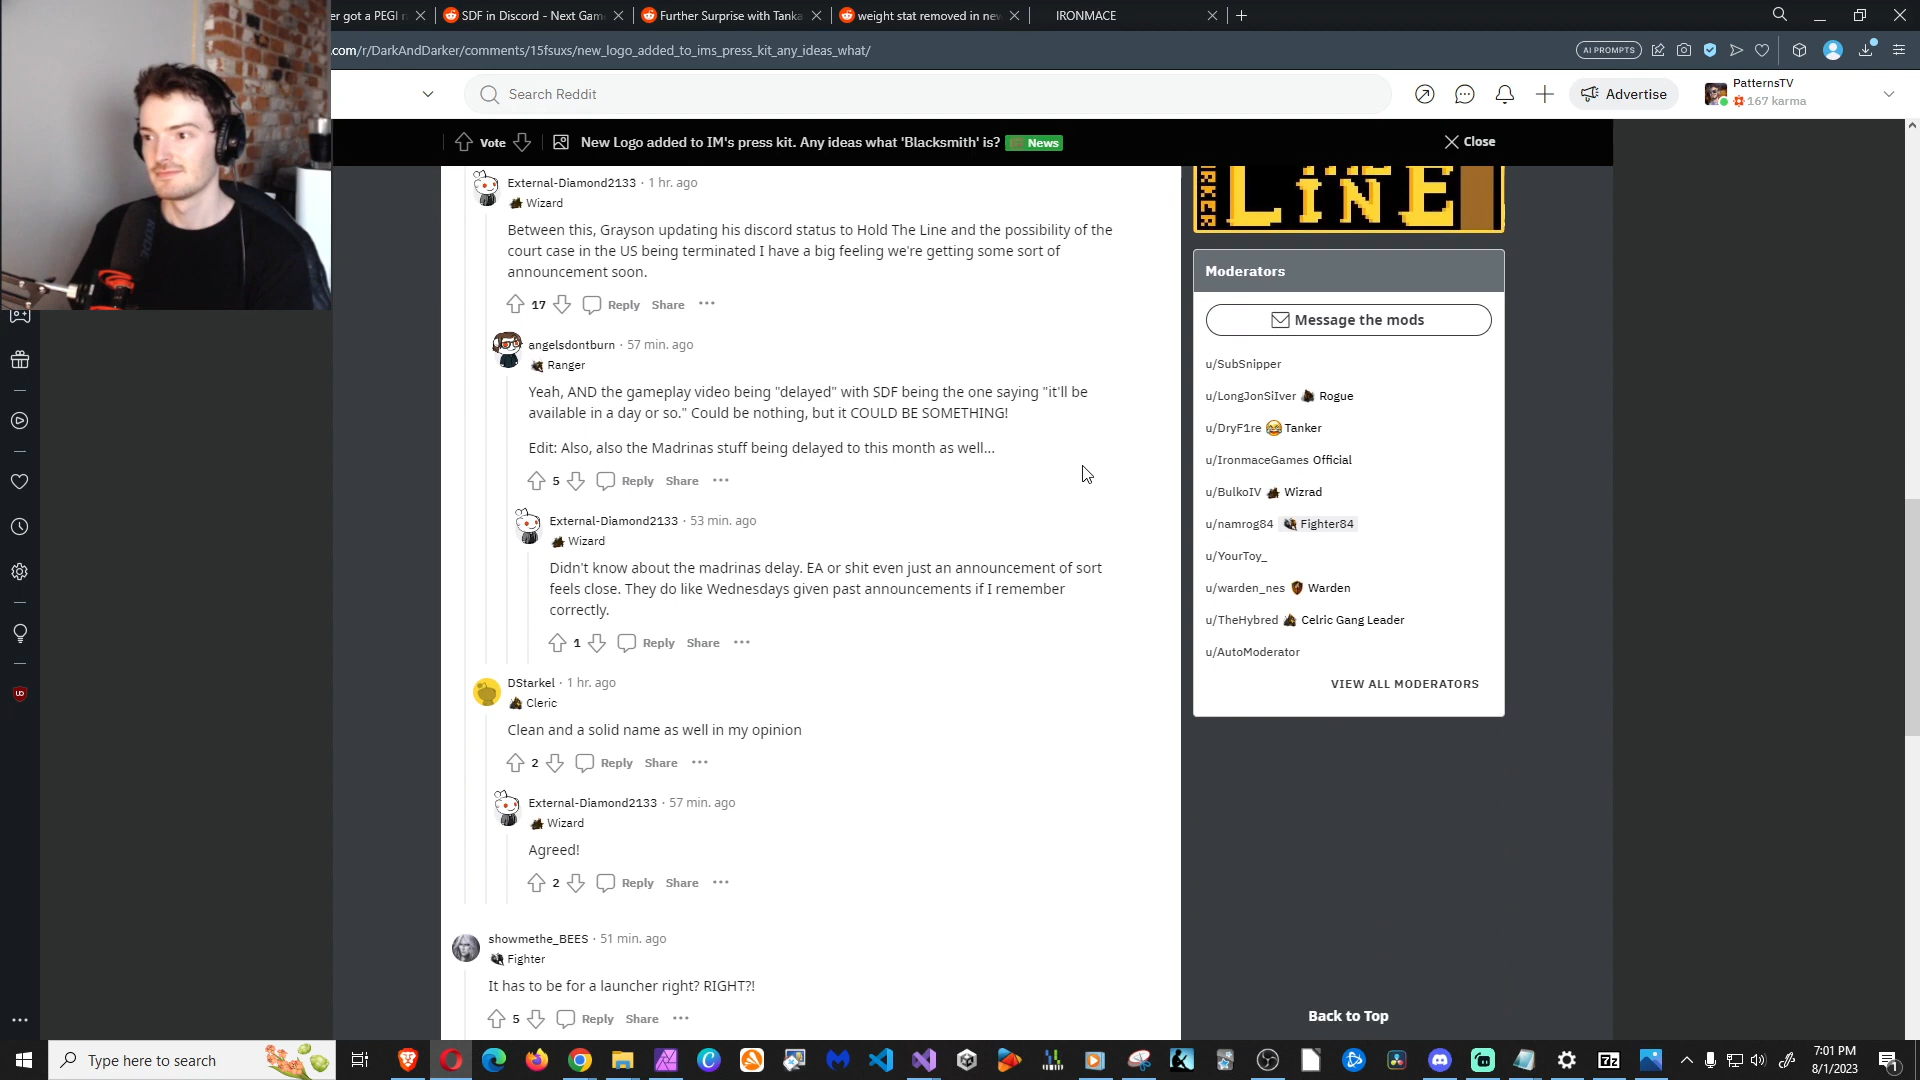 er got a PEGI r
SDF in Discord - Next Gam
Further Surprise with Tanka
weight stat removed in new
IRONMACE
.com/r/DarkAndDarker/comments/15fsuxs/new_logo_added_to_ims_press_kit_any_ideas_what/
AI PROMPTS
Search Reddit
Advertise
PatternsTV
167 karma
Vote
New Logo added to IM's press kit. Any ideas what 'Blacksmith' is?
News
Close
External-Diamond2133 · 1 hr. ago
Wizard
Between this, Grayson updating his discord status to Hold The Line and the possibility of the
court case in the US being terminated I have a big feeling we're getting some sort of
announcement soon.
17 Reply Share
angelsdontburn · 57 min. ago
Ranger
Yeah, AND the gameplay video being "delayed" with SDF being the one saying "it'll be
available in a day or so." Could be nothing, but it COULD BE SOMETHING!
Edit: Also, also the Madrinas stuff being delayed to this month as well...
5 Reply Share
External-Diamond2133 · 53 min. ago
Wizard
Didn't know about the madrinas delay. EA or shit even just an announcement of sort
feels close. They do like Wednesdays given past announcements if I remember
correctly.
1 Reply Share
DStarkel · 1 hr. ago
Cleric
Clean and a solid name as well in my opinion
2 Reply Share
External-Diamond2133 · 57 min. ago
Wizard
Agreed!
2 Reply Share
showmethe_BEES · 51 min. ago
Fighter
It has to be for a launcher right? RIGHT?!
5 Reply Share
LINE
Moderators
Message the mods
u/SubSnipper
u/LongJonSiIver Rogue
u/DryF1re Tanker
u/IronmaceGames Official
u/BulkoIV Wizrad
u/namrog84 Fighter84
u/YourToy_
u/warden_nes Warden
u/TheHybred Celric Gang Leader
u/AutoModerator
VIEW ALL MODERATORS
Back to Top
Type here to search
7:01 PM
8/1/2023